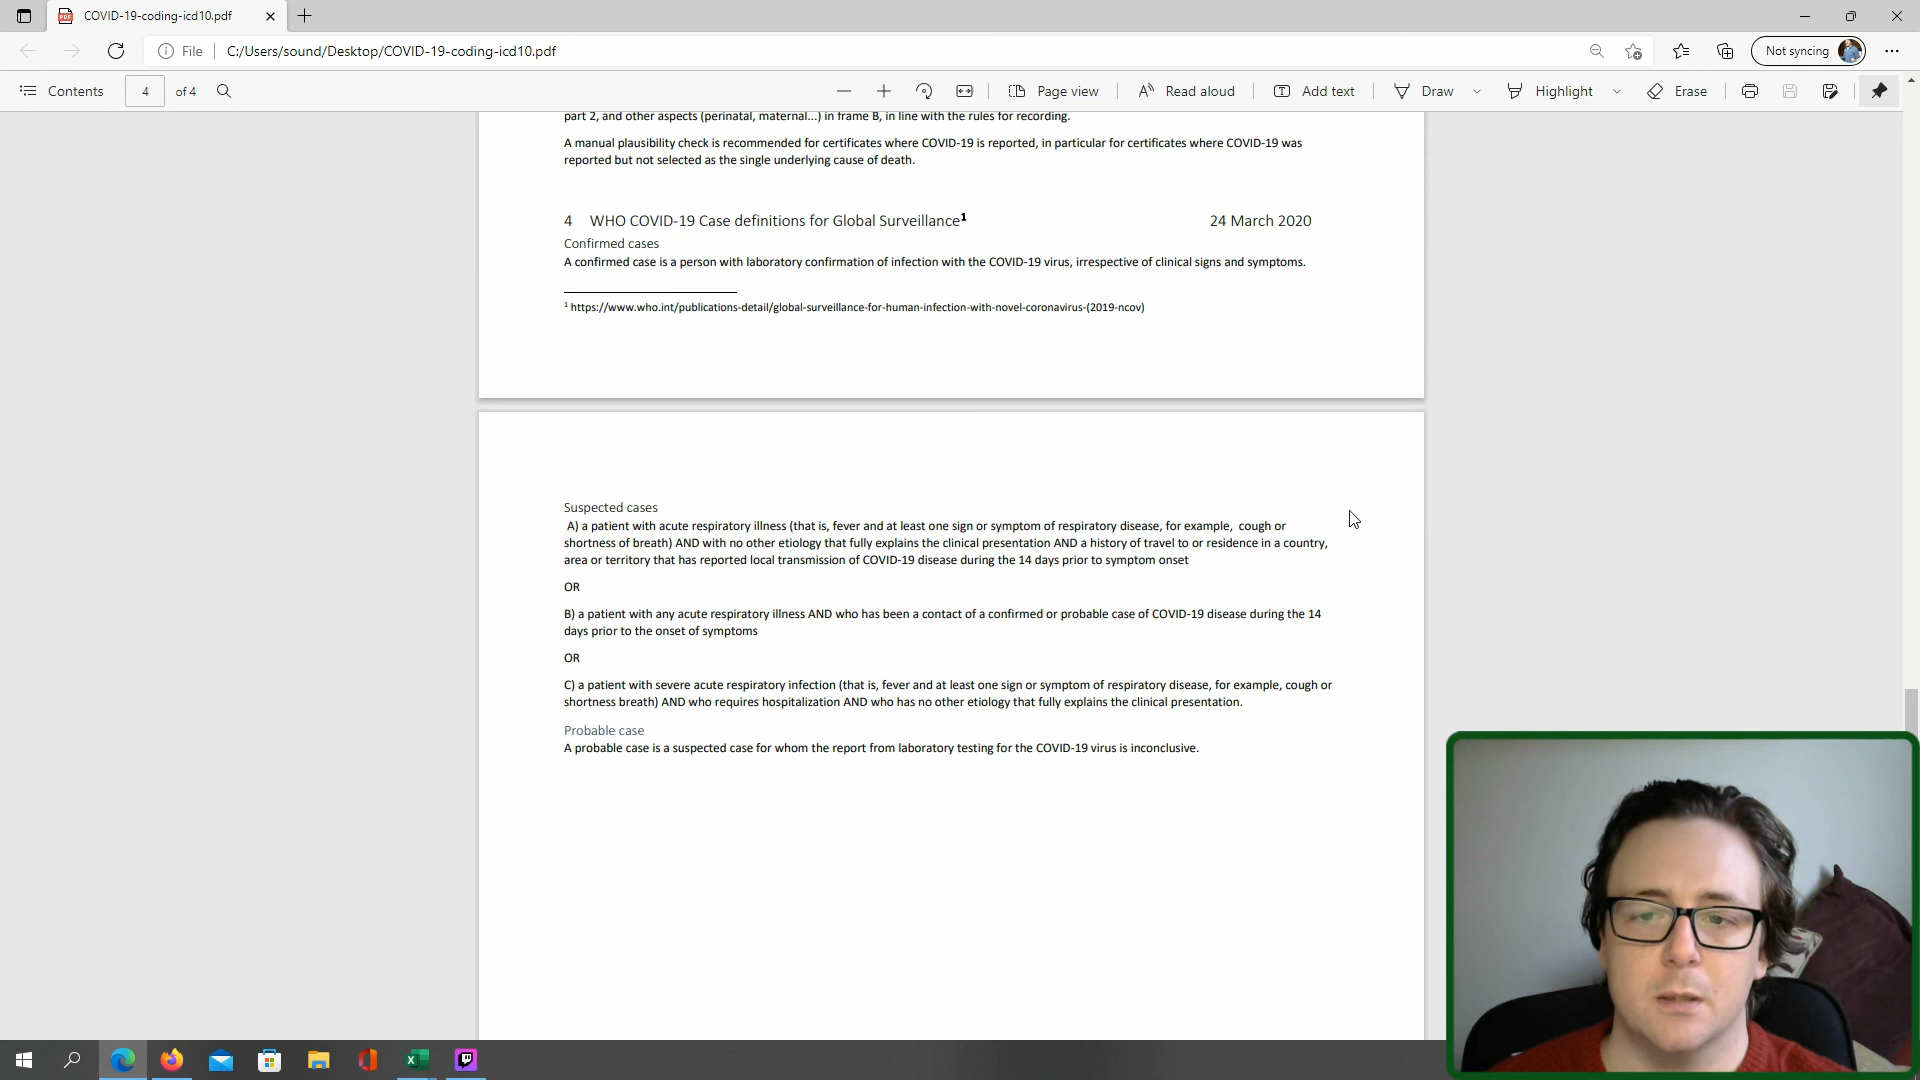 COVID-19-coding-icd10.pdf
File
C:/Users/sound/Desktop/COVID-19-coding-icd10.pdf
Not syncing
Contents
4
of 4
Page view
Read aloud
Add text
Draw
Highlight
Erase
part 2, and other aspects (perinatal, maternal...) in frame B, in line with the rules for recording.
A manual plausibility check is recommended for certificates where COVID-19 is reported, in particular for certificates where COVID-19 was
reported but not selected as the single underlying cause of death.
4 WHO COVID-19 Case definitions for Global Surveillance¹ 24 March 2020
Confirmed cases
A confirmed case is a person with laboratory confirmation of infection with the COVID-19 virus, irrespective of clinical signs and symptoms.
¹ https://www.who.int/publications-detail/global-surveillance-for-human-infection-with-novel-coronavirus-(2019-ncov)
Suspected cases
A) a patient with acute respiratory illness (that is, fever and at least one sign or symptom of respiratory disease, for example, cough or
shortness of breath) AND with no other etiology that fully explains the clinical presentation AND a history of travel to or residence in a country,
area or territory that has reported local transmission of COVID-19 disease during the 14 days prior to symptom onset
OR
B) a patient with any acute respiratory illness AND who has been a contact of a confirmed or probable case of COVID-19 disease during the 14
days prior to the onset of symptoms
OR
C) a patient with severe acute respiratory infection (that is, fever and at least one sign or symptom of respiratory disease, for example, cough or
shortness breath) AND who requires hospitalization AND who has no other etiology that fully explains the clinical presentation.
Probable case
A probable case is a suspected case for whom the report from laboratory testing for the COVID-19 virus is inconclusive.